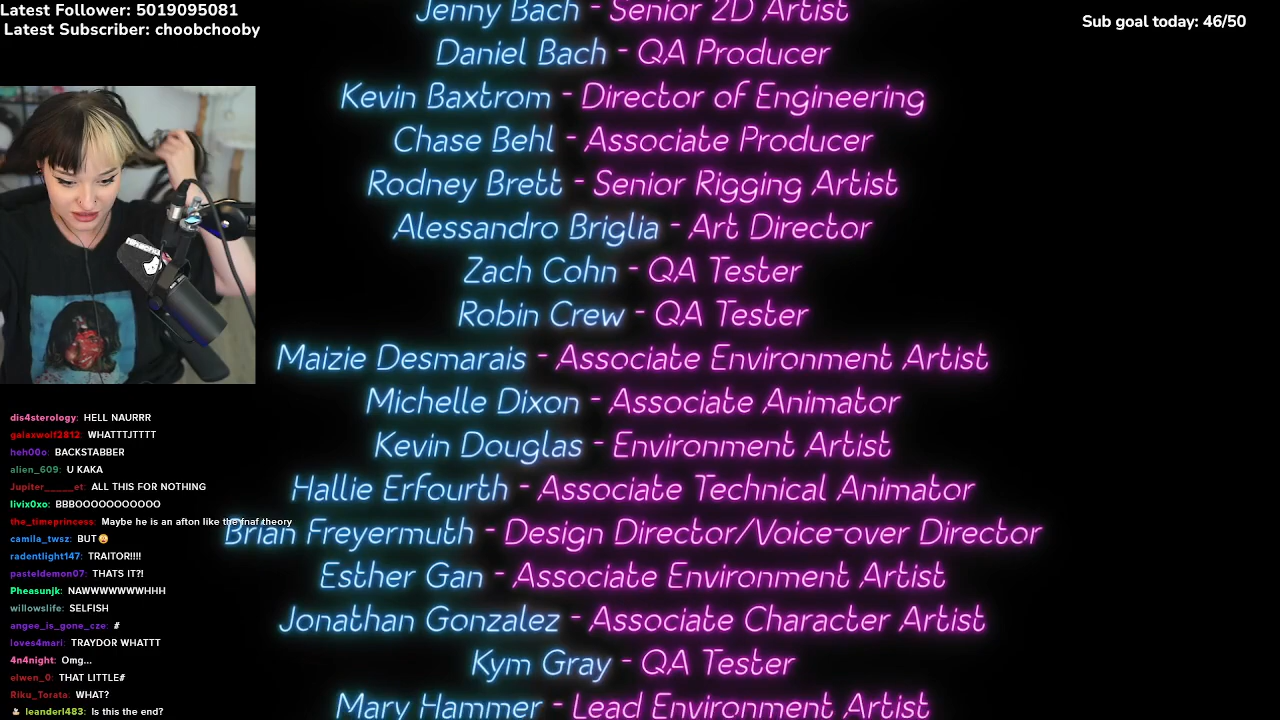 Latest Follower: 5019095081
Latest Subscriber: choobchooby
Sub goal today: 46/50
Jenny Bach - Senior 2D Artist
Daniel Bach - QA Producer
Kevin Baxtrom - Director of Engineering
Chase Behl - Associate Producer
Rodney Brett - Senior Rigging Artist
Alessandro Briglia - Art Director
Zach Cohn - QA Tester
Robin Crew - QA Tester
Maizie Desmarais - Associate Environment Artist
Michelle Dixon - Associate Animator
Kevin Douglas - Environment Artist
Hallie Erfourth - Associate Technical Animator
Brian Freyermuth - Design Director/Voice-over Director
Esther Gan - Associate Environment Artist
Jonathan Gonzalez - Associate Character Artist
Kym Gray - QA Tester
Mary Hammer - Lead Environment Artist
dis4sterology: HELL NAURRR
galaxwolf2812: WHATTJTTTT
heh00o: BACKSTABBER
alien_609: U KAKA
Jupiter_____et: ALL THIS FOR NOTHING
livix0xo: BBBOOOOOOOOOO
the_timeprincess: Maybe he is an afton like the fnaf theory
camila_twsz: BUT
radentlight147: TRAITOR!!!!
pasteldemon07: THATS IT?!
Pheasunjk: NAWWWWWWWHHH
willowslife: SELFISH
angee_is_gone_cze: #
loves4mari: TRAYDOR WHATTT
4n4night: Omg...
elwen_0: THAT LITTLE#
Riku_Torata: WHAT?
leanderl483: Is this the end?